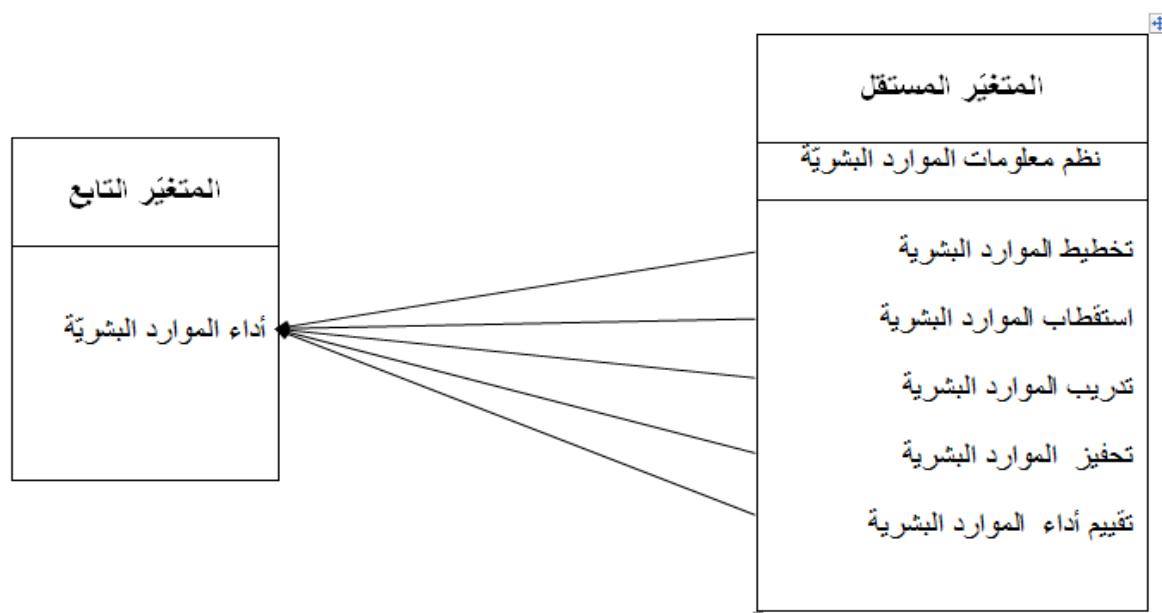 المتغيّر المستقل
نظم معلومات الموارد البشريّة
تخطيط الموارد البشرية
استقطاب الموارد البشرية
تدريب الموارد البشرية
تحفيز الموارد البشرية
تقييم أداء الموارد البشرية
المتغيّر التابع
أداء الموارد البشريّة